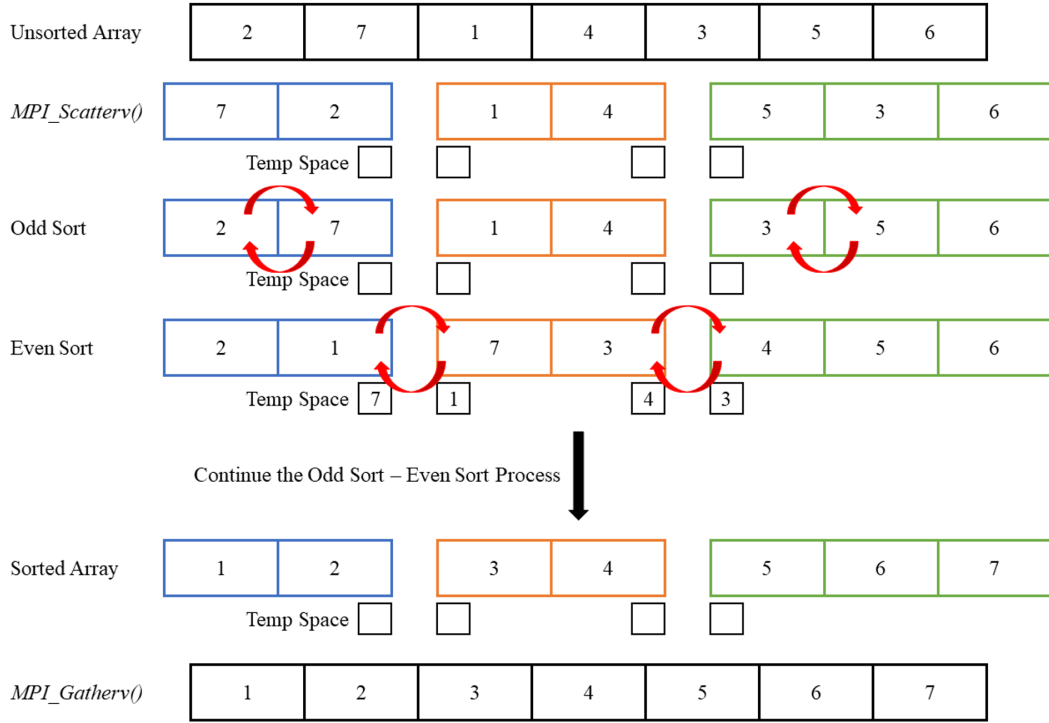 Unsorted Array 2 7 1 4 3 5 6
MPI_Scatterv() 7 2 1 4 5 3 6
Temp Space
Odd Sort 2 7 1 4 3 5 6
Temp Space
Even Sort 2 1 7 3 4 5 6
Temp Space 7 1 4 3
Continue the Odd Sort – Even Sort Process
Sorted Array 1 2 3 4 5 6 7
Temp Space
MPI_Gatherv() 1 2 3 4 5 6 7